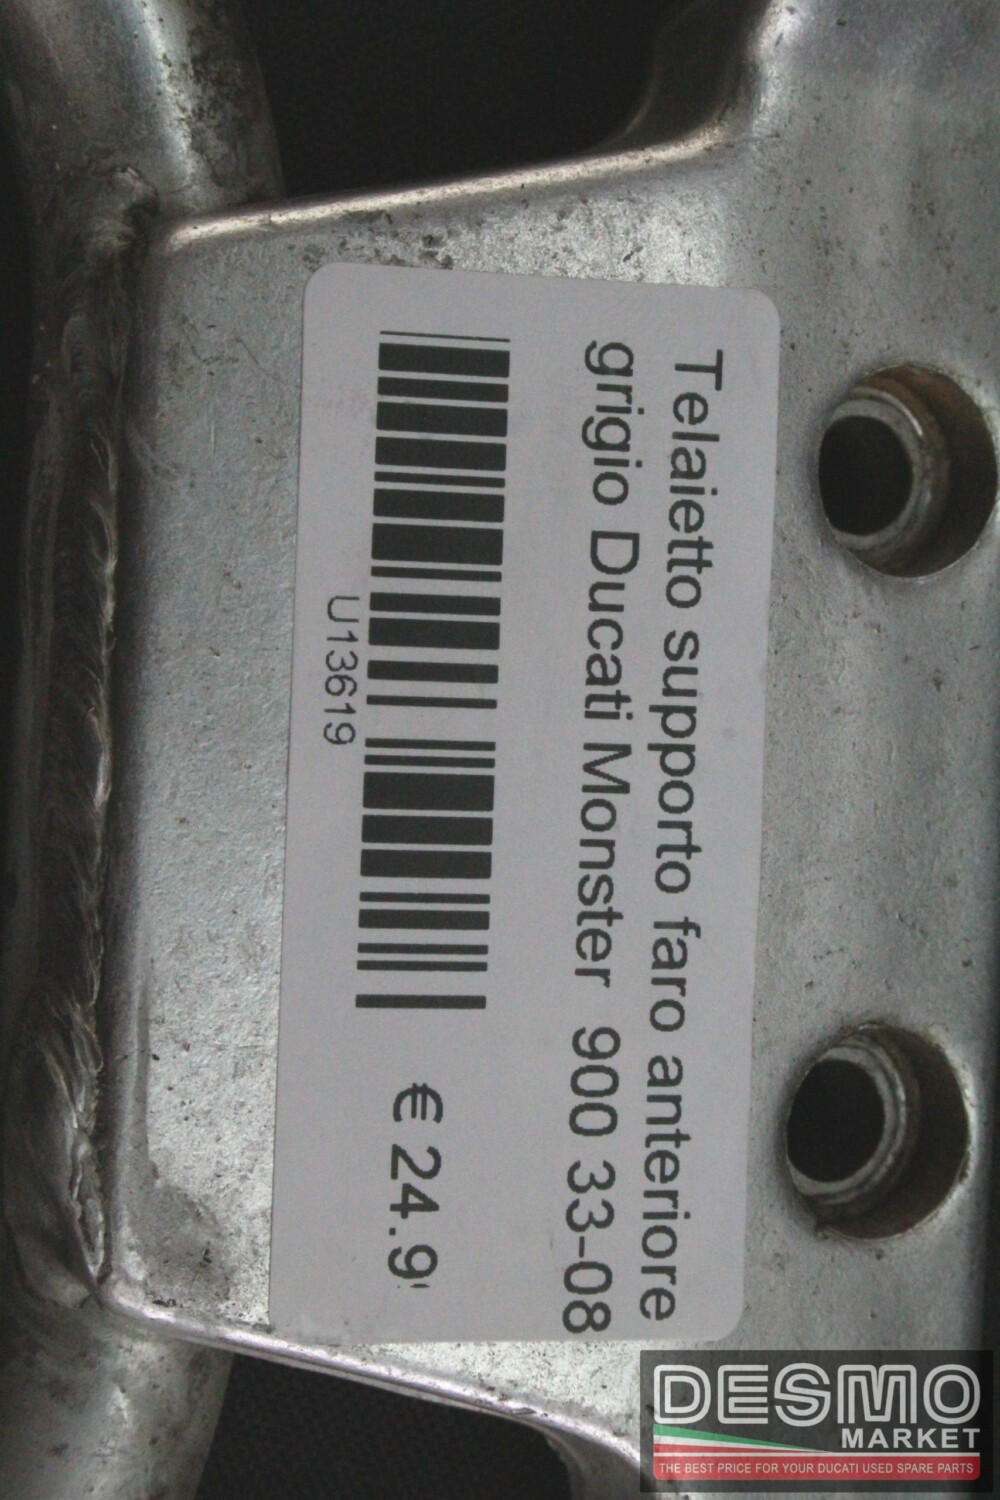 Telaietto supporto faro anteriore
grigio Ducati Monster 900 33-08
U13619
€ 24.9
DESMO
MARKET
THE BEST PRICE FOR YOUR DUCATI USED SPARE PARTS